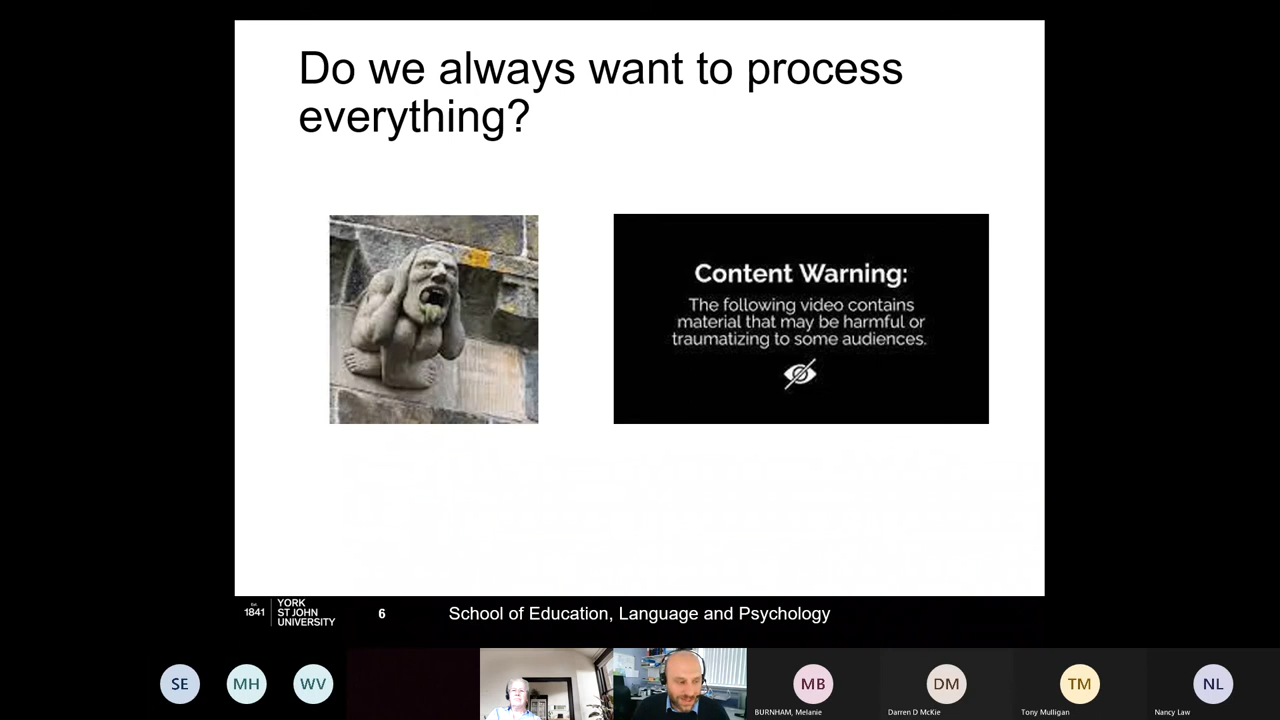 Do we always want to process
everything?
Content Warning:
The following video contains
material that may be harmful or
traumatizing to some audiences.
Est.
1841
YORK
ST JOHN
UNIVERSITY
6
School of Education, Language and Psychology
SE
MH
WV
MB
DM
TM
NL
BURNHAM, Melanie
Darren D McKie
Tony Mulligan
Nancy Law